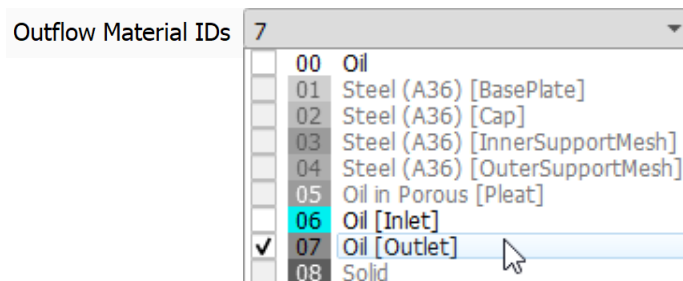 Outflow Material IDs 7
00 Oil
01 Steel (A36) [BasePlate]
02 Steel (A36) [Cap]
03 Steel (A36) [InnerSupportMesh]
04 Steel (A36) [OuterSupportMesh]
05 Oil in Porous [Pleat]
06 Oil [Inlet]
07 Oil [Outlet]
08 Solid